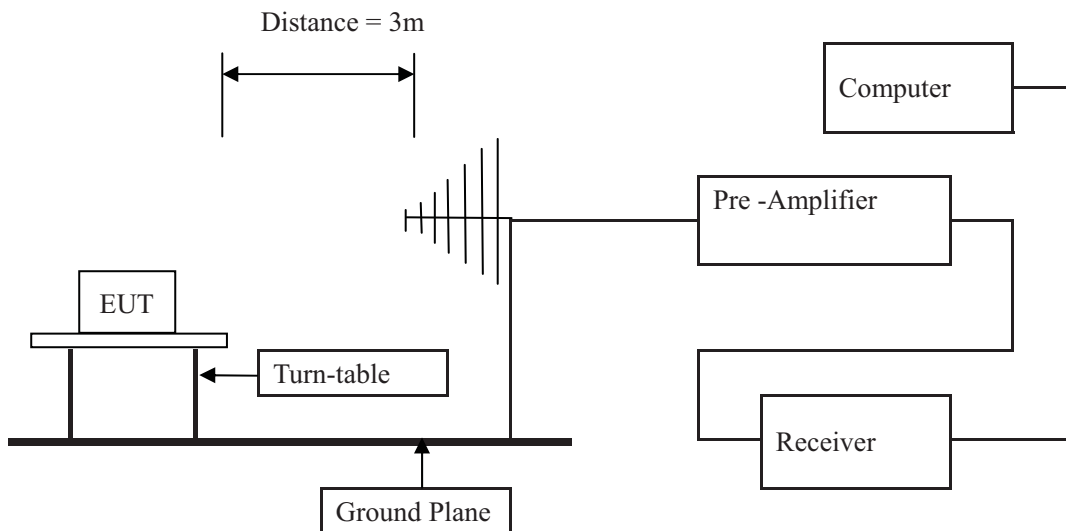 Distance = 3m
Computer
Pre -Amplifier
EUT
Turn-table
Receiver
Ground Plane